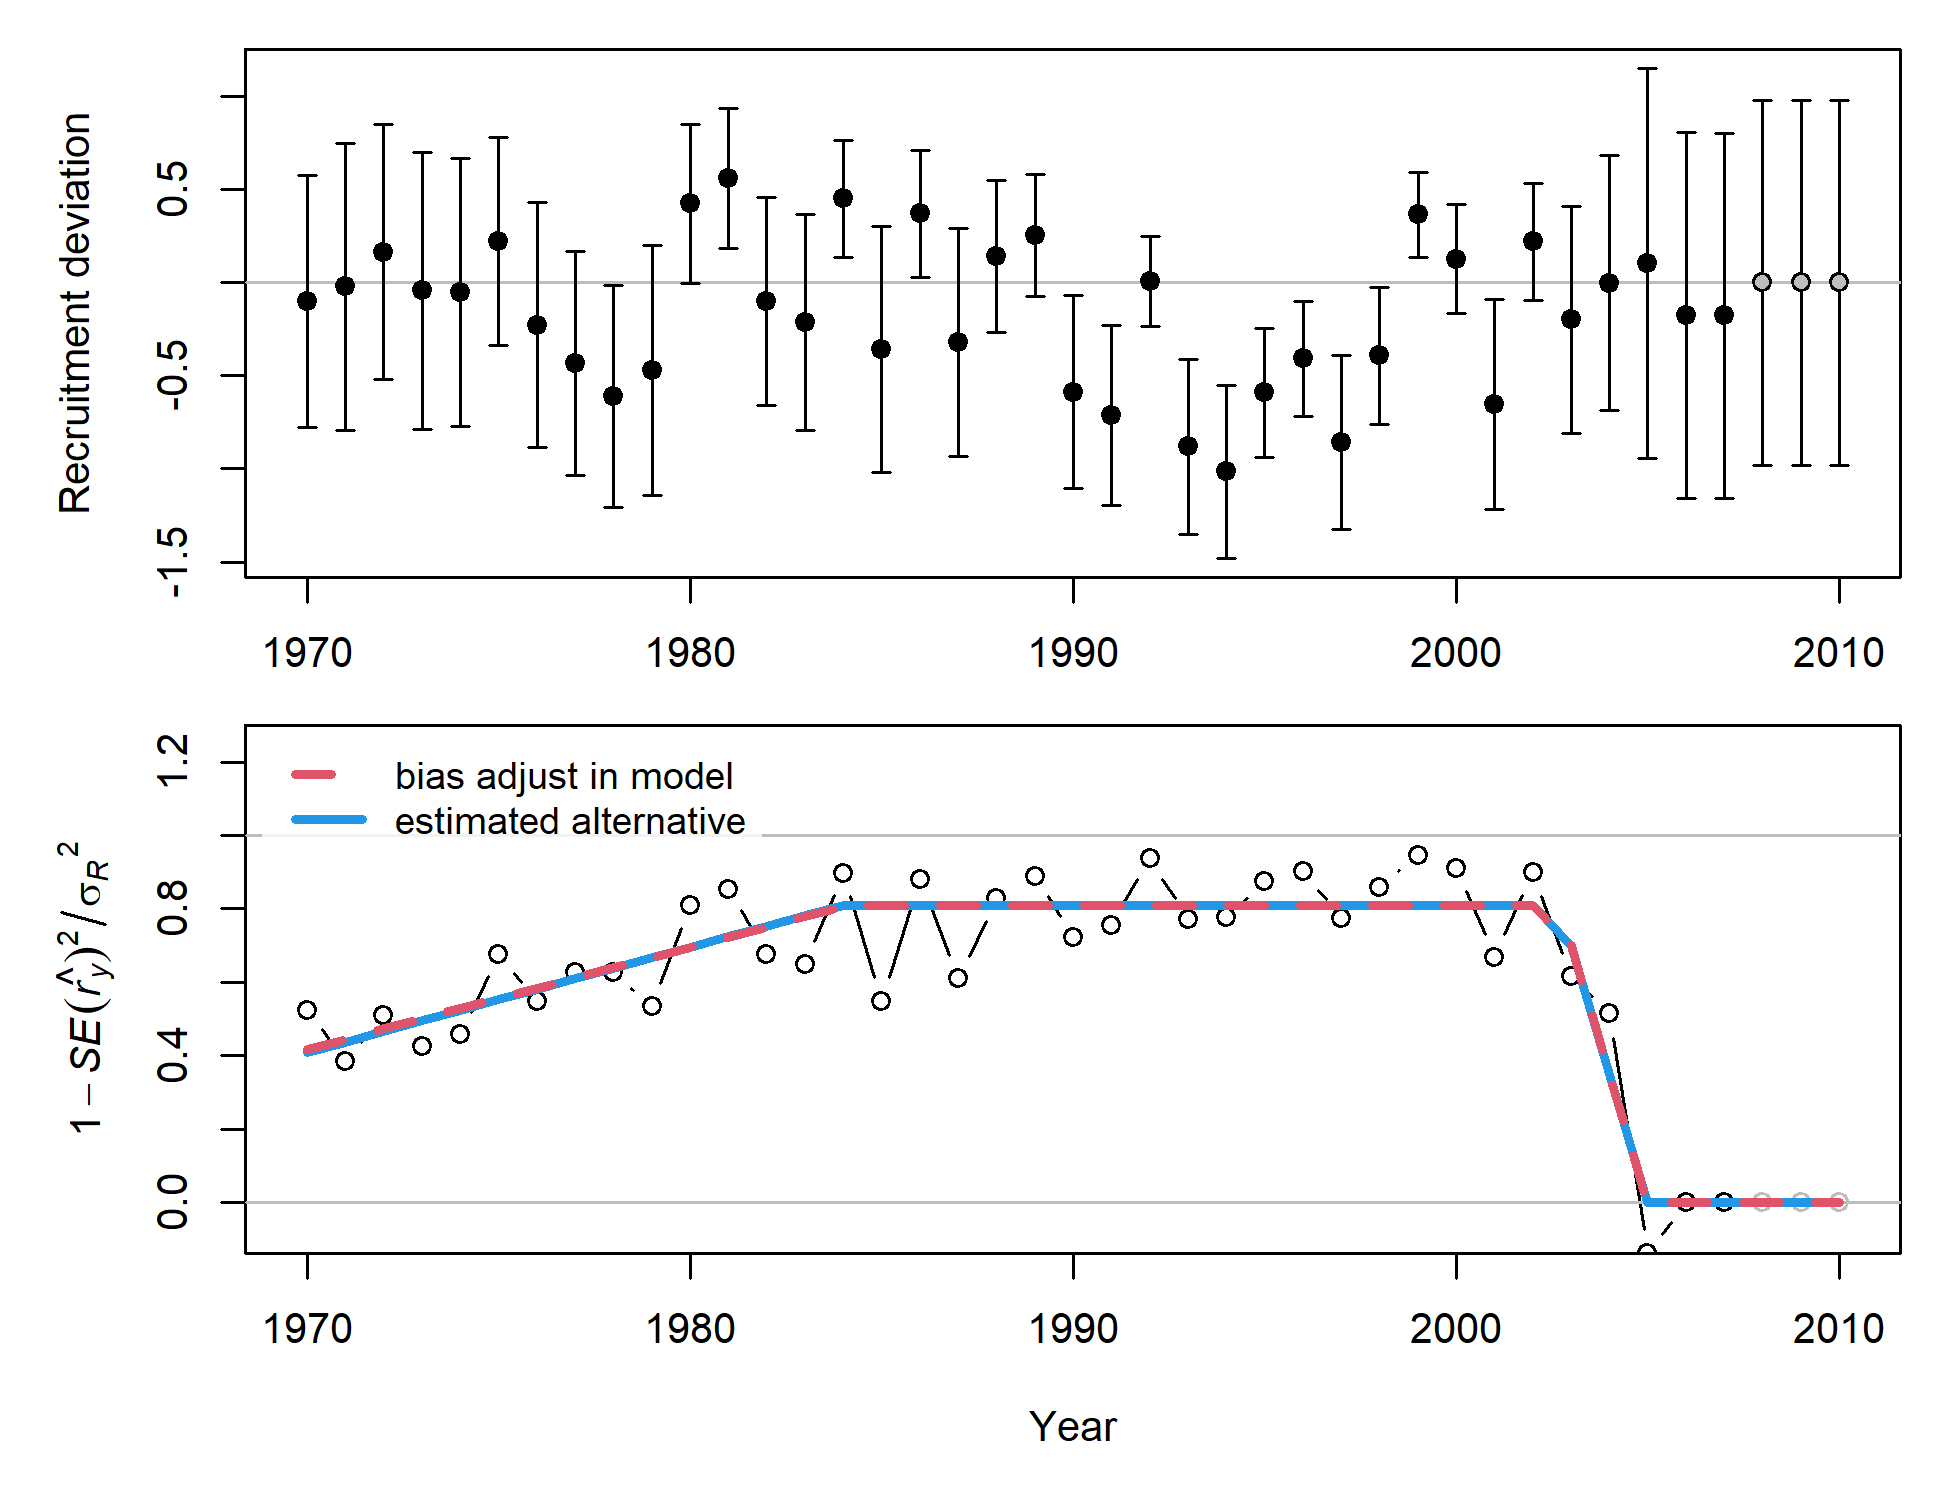 Recruitment deviation
0.5
-0.5
-1.5
1970 1980 1990 2000 2010
bias adjust in model
estimated alternative
1 − SE(r̂y)² / σR²
1.2
0.8
0.4
0.0
1970 1980 1990 2000 2010
Year